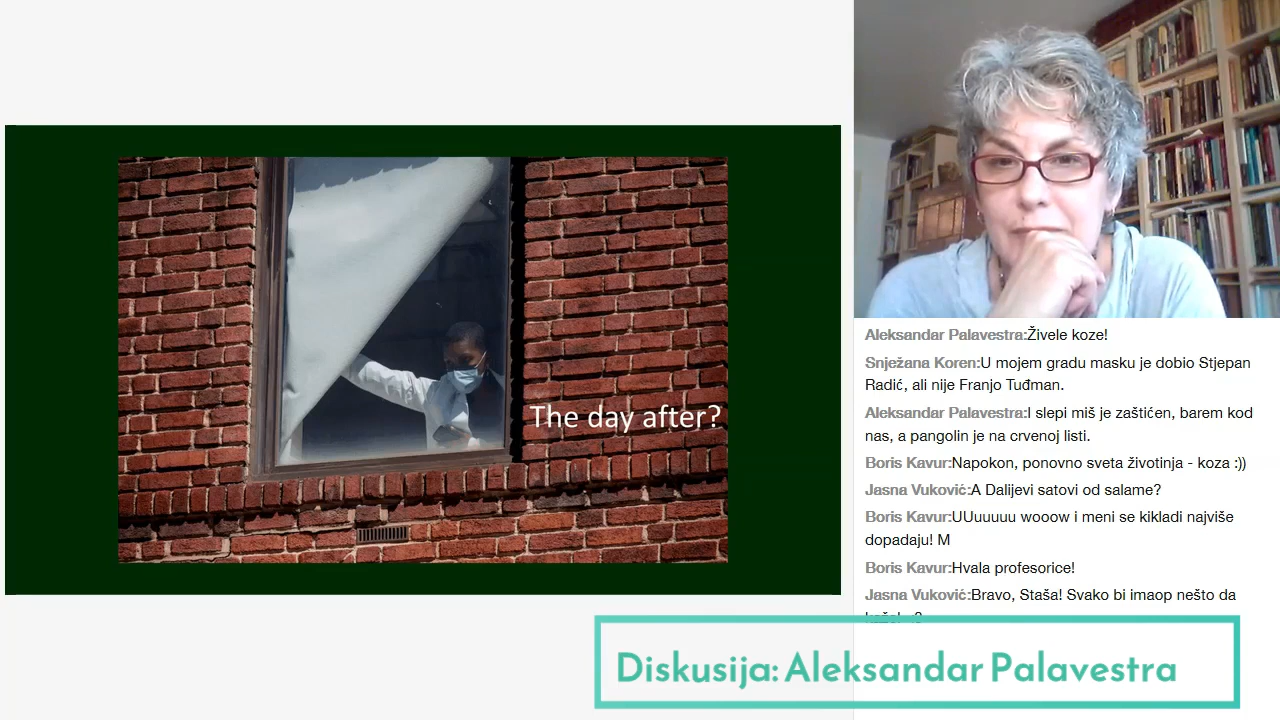 The day after?
Aleksandar Palavestra:Živele koze!
Snježana Koren:U mojem gradu masku je dobio Stjepan
Radić, ali nije Franjo Tuđman.
Aleksandar Palavestra:I slepi miš je zaštićen, barem kod
nas, a pangolin je na crvenoj listi.
Boris Kavur:Napokon, ponovno sveta životinja - koza :))
Jasna Vuković:A Dalijevi satovi od salame?
Boris Kavur:UUuuuuu wooow i meni se kikladi najviše
dopadaju! M
Boris Kavur:Hvala profesorice!
Jasna Vuković:Bravo, Staša! Svako bi imaop nešto da
Diskusija: Aleksandar Palavestra